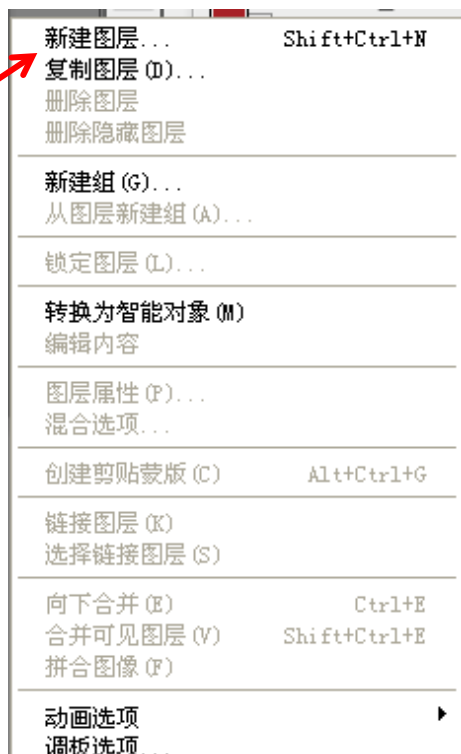 新建图层... Shift+Ctrl+N
复制图层(D)...
删除图层
删除隐藏图层
新建组(G)...
从图层新建组(A)...
锁定图层(L)...
转换为智能对象(M)
编辑内容
图层属性(P)...
混合选项...
创建剪贴蒙版(C) Alt+Ctrl+G
链接图层(K)
选择链接图层(S)
向下合并(E) Ctrl+E
合并可见图层(V) Shift+Ctrl+E
拼合图像(F)
动画选项
调板选项...